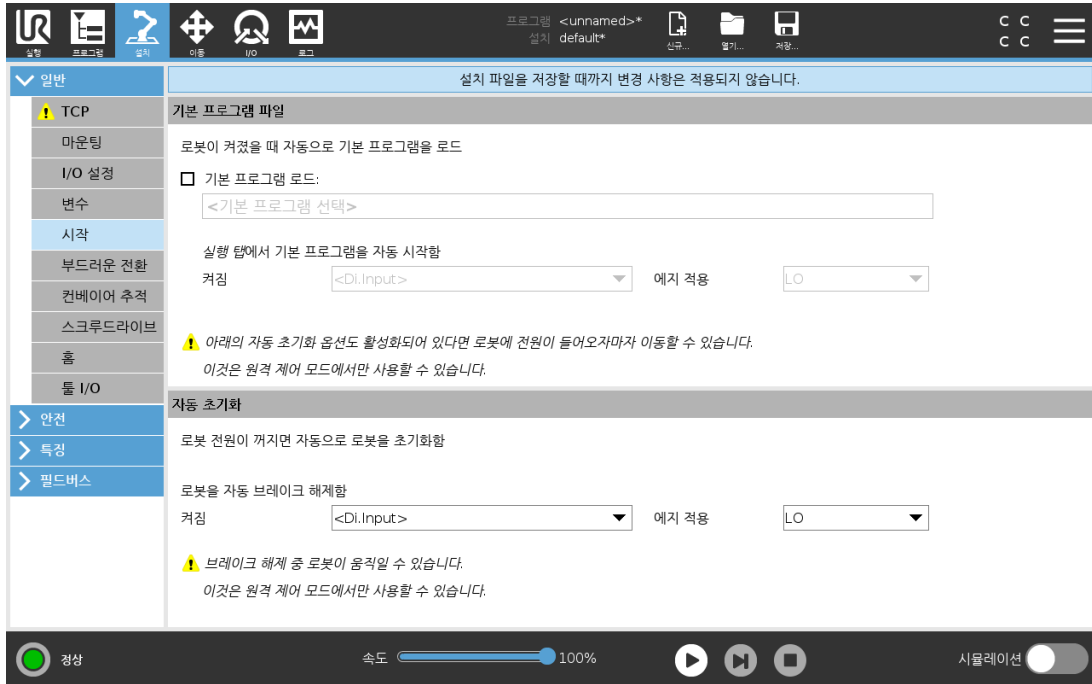 프로그램 <unnamed>*
설치 default*
UR
실행
프로그램
설치
이동
I/O
로그
신규...
열기...
저장...
C C
C C
일반
설치 파일을 저장할 때까지 변경 사항은 적용되지 않습니다.
TCP
마운팅
I/O 설정
변수
시작
부드러운 전환
컨베이어 추적
스크루드라이브
홈
툴 I/O
안전
특징
필드버스
기본 프로그램 파일
로봇이 켜졌을 때 자동으로 기본 프로그램을 로드
기본 프로그램 로드:
<기본 프로그램 선택>
실행 탭에서 기본 프로그램을 자동 시작함
켜짐 <Di.Input> 에지 적용 LO
아래의 자동 초기화 옵션도 활성화되어 있다면 로봇에 전원이 들어오자마자 이동할 수 있습니다.
이것은 원격 제어 모드에서만 사용할 수 있습니다.
자동 초기화
로봇 전원이 꺼지면 자동으로 로봇을 초기화함
로봇을 자동 브레이크 해제함
켜짐 <Di.Input> 에지 적용 LO
브레이크 해제 중 로봇이 움직일 수 있습니다.
이것은 원격 제어 모드에서만 사용할 수 있습니다.
정상
속도 100%
시뮬레이션